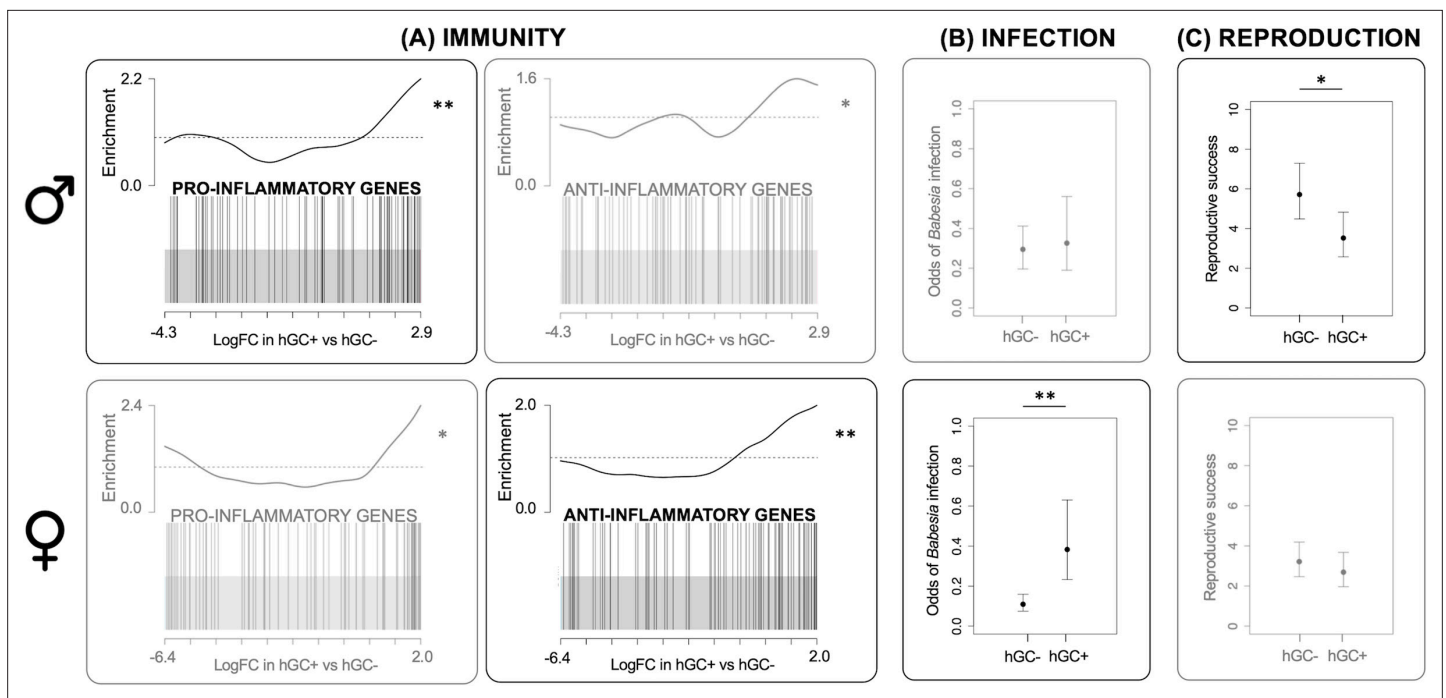 (A) IMMUNITY
(B) INFECTION
(C) REPRODUCTION
♂
2.2
0.0
Enrichment
**
PRO-INFLAMMATORY GENES
-4.3
2.9
LogFC in hGC+ vs hGC-
1.6
0.0
Enrichment
*
ANTI-INFLAMMATORY GENES
-4.3
2.9
LogFC in hGC+ vs hGC-
Odds of Babesia infection
1.0
0.8
0.6
0.4
0.2
0.0
hGC- hGC+
*
Reproductive success
10
8
6
4
2
0
hGC- hGC+
♀
2.4
0.0
Enrichment
*
PRO-INFLAMMATORY GENES
-6.4
2.0
LogFC in hGC+ vs hGC-
2.0
0.0
Enrichment
**
ANTI-INFLAMMATORY GENES
-6.4
2.0
LogFC in hGC+ vs hGC-
**
Odds of Babesia infection
1.0
0.8
0.6
0.4
0.2
0.0
hGC- hGC+
Reproductive success
10
8
6
4
2
0
hGC- hGC+